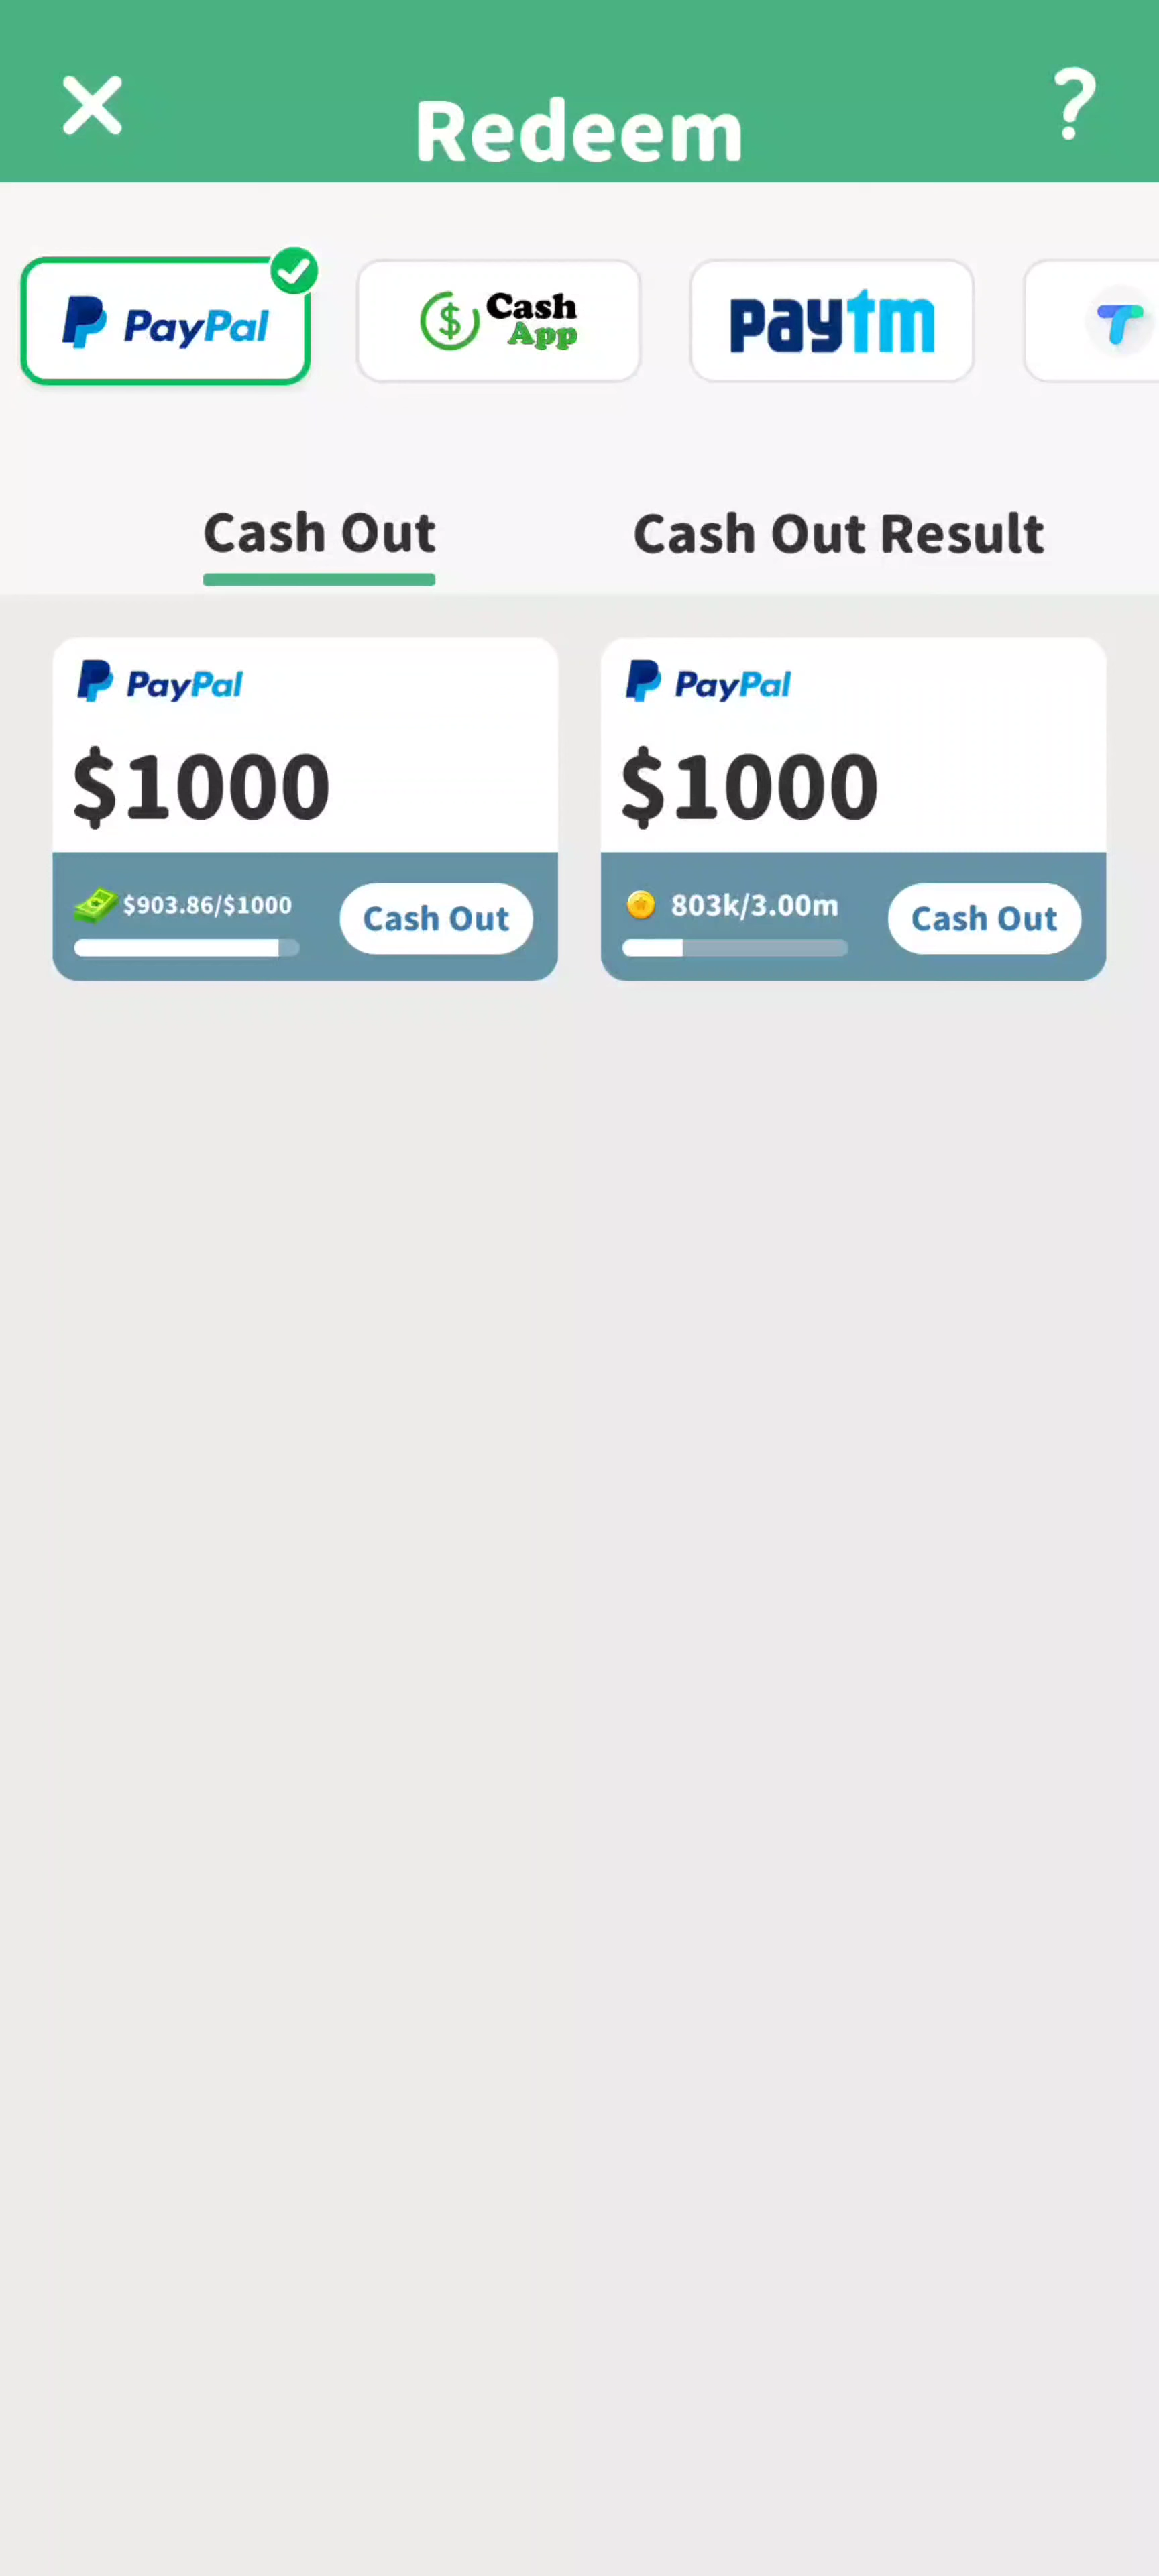 Redeem
?
PayPal
$ Cash App
paytm
Cash Out
Cash Out Result
PayPal
$1000
$903.86/$1000
Cash Out
PayPal
$1000
803k/3.00m
Cash Out